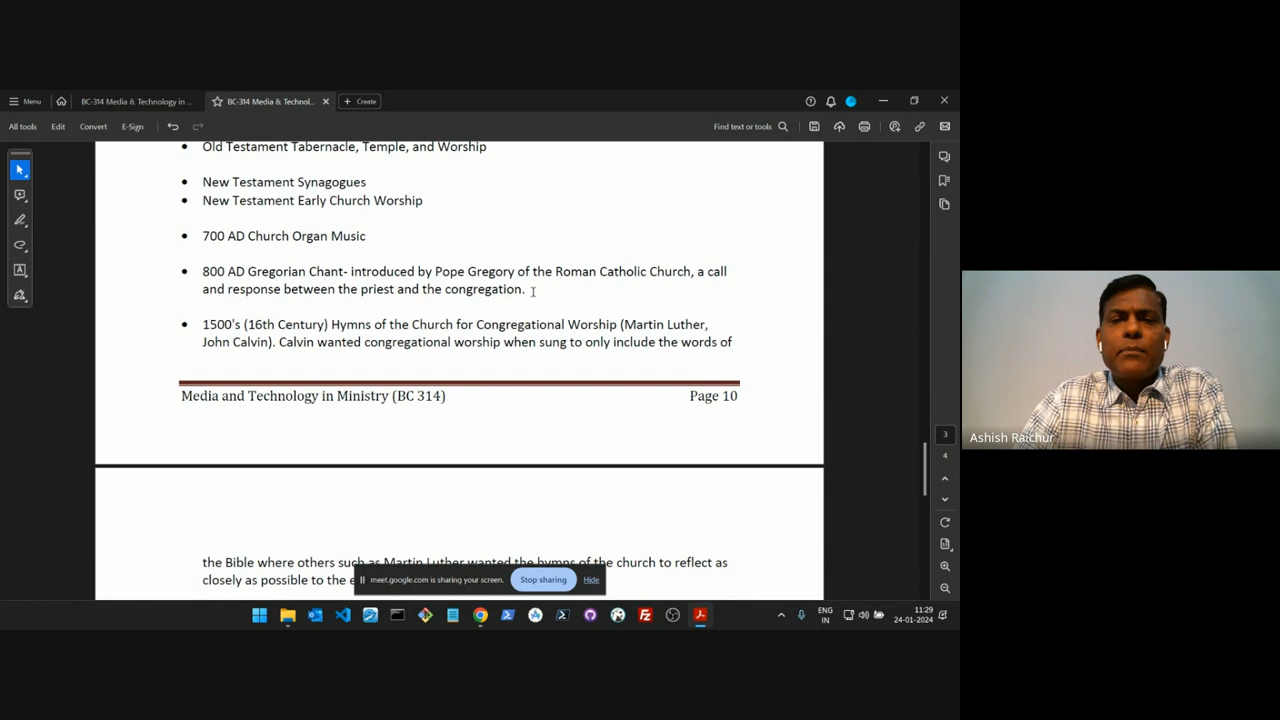 Menu
BC-314 Media & Technology in ...
BC-314 Media & Technol...
Create
All tools
Edit
Convert
E-Sign
Find text or tools
• Old Testament Tabernacle, Temple, and Worship
• New Testament Synagogues
• New Testament Early Church Worship
• 700 AD Church Organ Music
• 800 AD Gregorian Chant- introduced by Pope Gregory of the Roman Catholic Church, a call
and response between the priest and the congregation.
• 1500's (16th Century) Hymns of the Church for Congregational Worship (Martin Luther,
John Calvin). Calvin wanted congregational worship when sung to only include the words of
Media and Technology in Ministry (BC 314) Page 10
the Bible where others such as Martin Luther wanted the hymns of the church to reflect as
closely as possible to the
meet.google.com is sharing your screen.
Stop sharing
Hide
3
4
Ashish Raichur
ENG
IN
11:29
24-01-2024